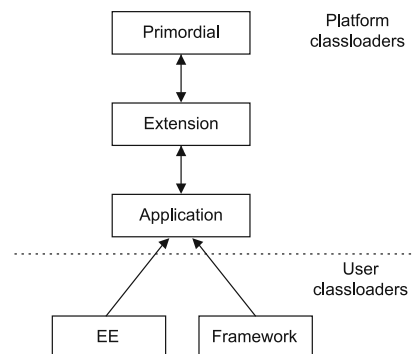 Primordial
Platform
classloaders
Extension
Application
User
classloaders
EE
Framework